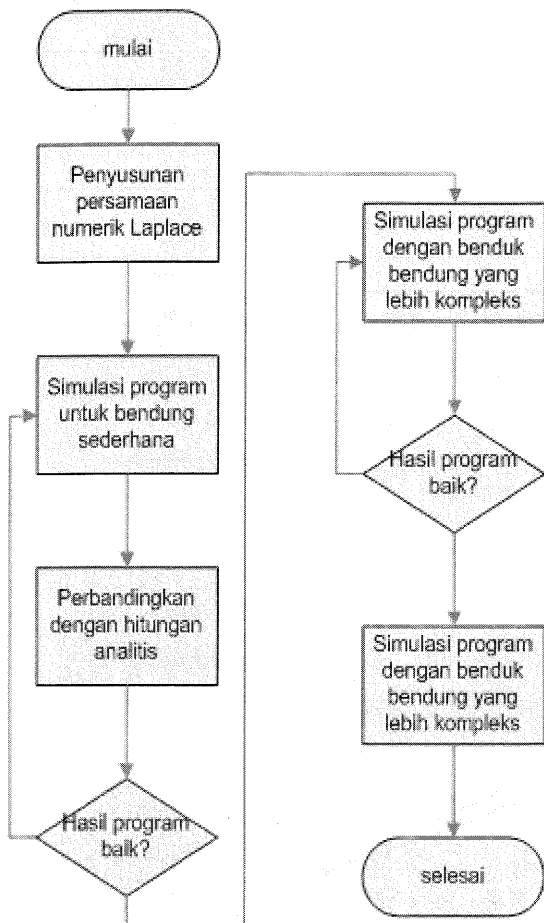 mulai
Penyusunan
persamaan
numerik Laplace
Simulasi program
untuk bendung
sederhana
Perbandingkan
dengan hitungan
analitis
Hasil program
baik?
Simulasi program
dengan benduk
bendung yang
lebih kompleks
Hasil program
baik?
Simulasi program
dengan benduk
bendung yang
lebih kompleks
selesai